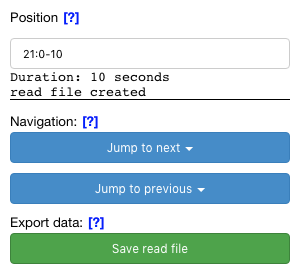 Position [?]
21:0-10
Duration: 10 seconds
read file created
Navigation: [?]
Jump to next
Jump to previous
Export data: [?]
Save read file